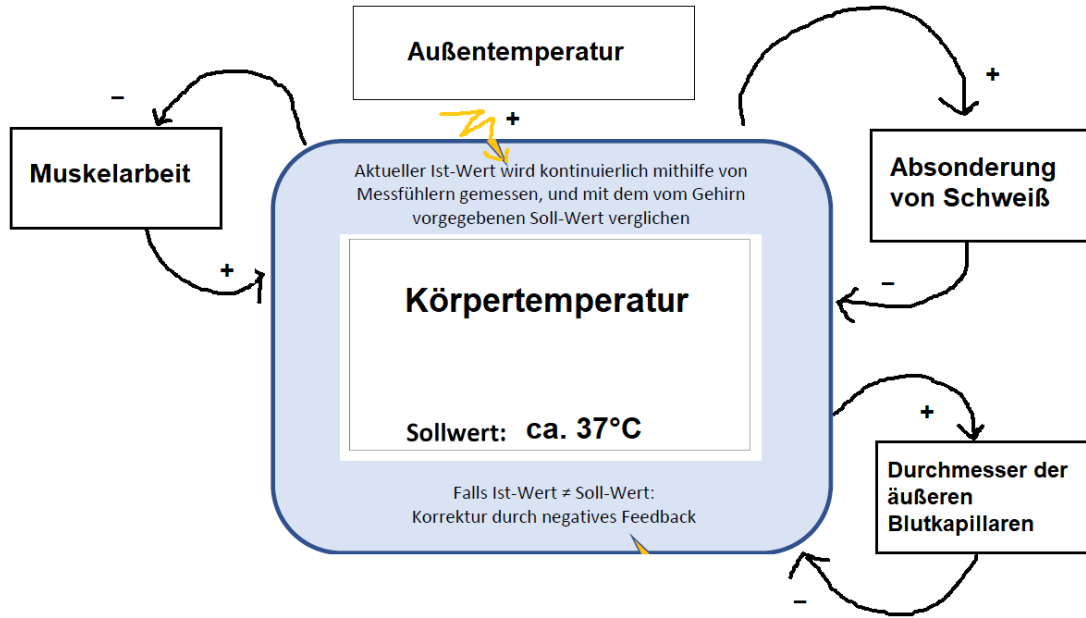 Außentemperatur
+
–
Muskelarbeit
+
+
Absonderung
von Schweiß
–
Aktueller Ist-Wert wird kontinuierlich mithilfe von
Messfühlern gemessen, und mit dem vom Gehirn
vorgegebenen Soll-Wert verglichen
Körpertemperatur
Sollwert: ca. 37°C
Falls Ist-Wert ≠ Soll-Wert:
Korrektur durch negatives Feedback
+
Durchmesser der
äußeren
Blutkapillaren
–